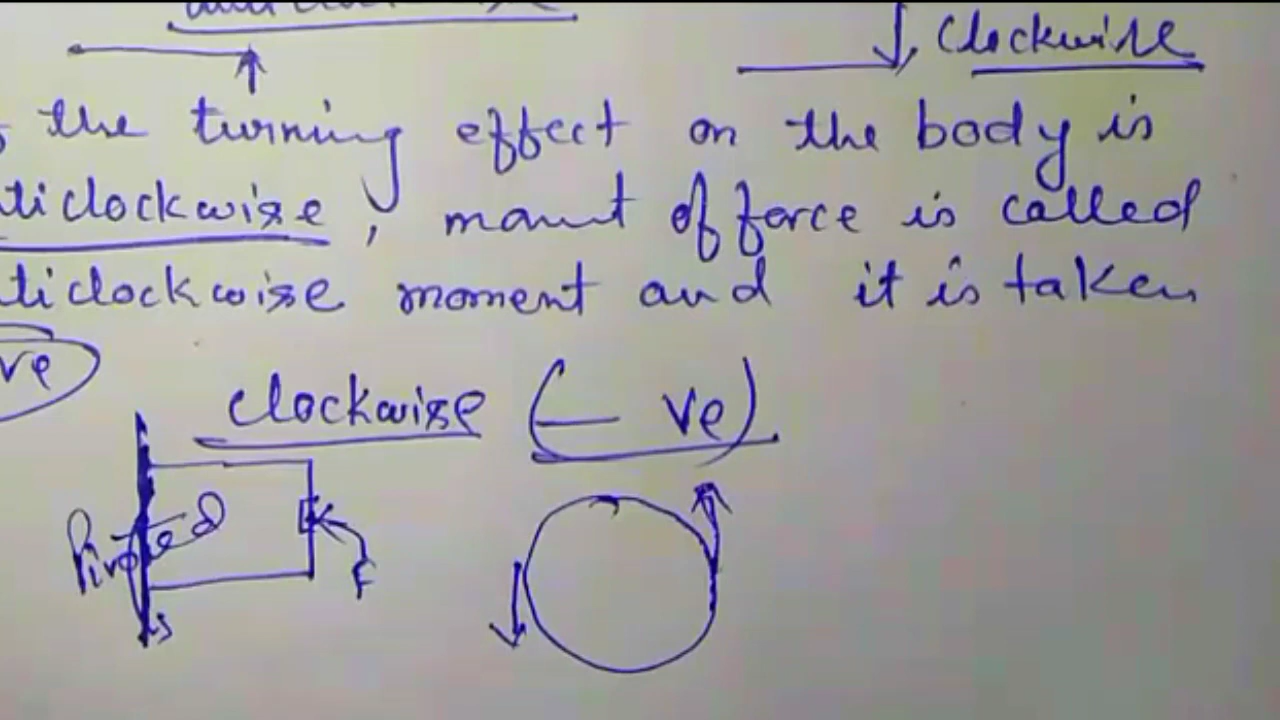 clockwise
the turning effect on the body is
ticlockwise, momt of force is called
ticlockwise moment and it is taken
ve
clockwise (– ve)
Pivoted
F